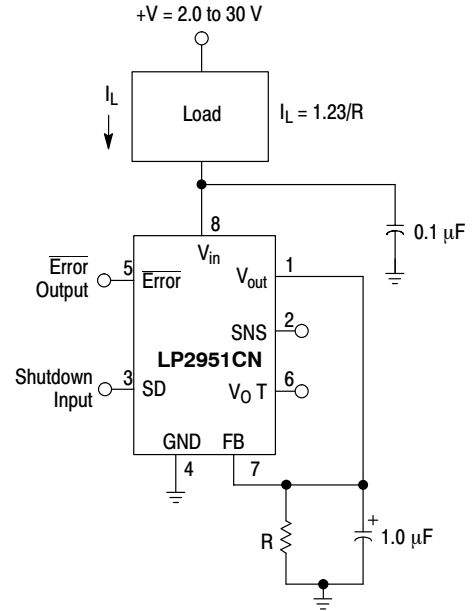 +V = 2.0 to 30 V
I_L
Load
I_L = 1.23/R
8
0.1 µF
V_in
Error
Output
5
Error
V_out
1
SNS
2
LP2951CN
Shutdown
Input
3
SD
V_O T
6
GND
FB
4
7
R
+
1.0 µF